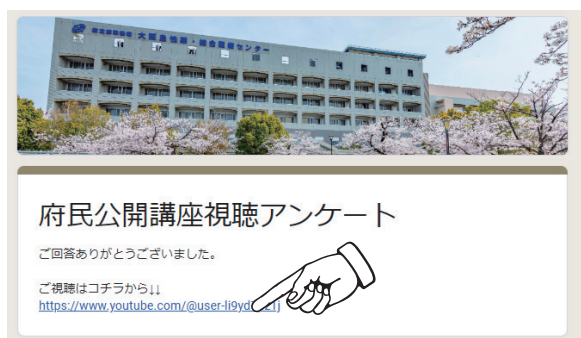 大阪急性期・総合医療センター
府民公開講座視聴アンケート
ご回答ありがとうございました。
ご視聴はコチラから↓↓
https://www.youtube.com/@user-li9yd